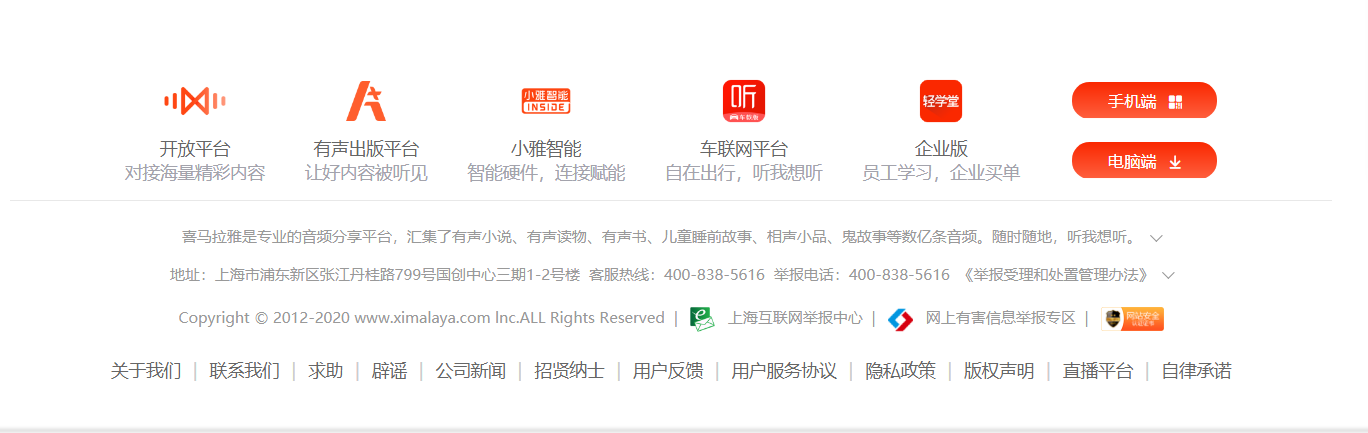 小雅智能
INSIDE
听
车联版
轻学堂
手机端
开放平台 有声出版平台 小雅智能 车联网平台 企业版
对接海量精彩内容 让好内容被听见 智能硬件，连接赋能 自在出行，听我想听 员工学习，企业买单
电脑端
喜马拉雅是专业的音频分享平台，汇集了有声小说、有声读物、有声书、儿童睡前故事、相声小品、鬼故事等数亿条音频。随时随地，听我想听。
地址：上海市浦东新区张江丹桂路799号国创中心三期1-2号楼 客服热线：400-838-5616 举报电话：400-838-5616 《举报受理和处置管理办法》
Copyright © 2012-2020 www.ximalaya.com lnc.ALL Rights Reserved | 上海互联网举报中心 | 网上有害信息举报专区 | 网站安全
关于我们 | 联系我们 | 求助 | 辟谣 | 公司新闻 | 招贤纳士 | 用户反馈 | 用户服务协议 | 隐私政策 | 版权声明 | 直播平台 | 自律承诺